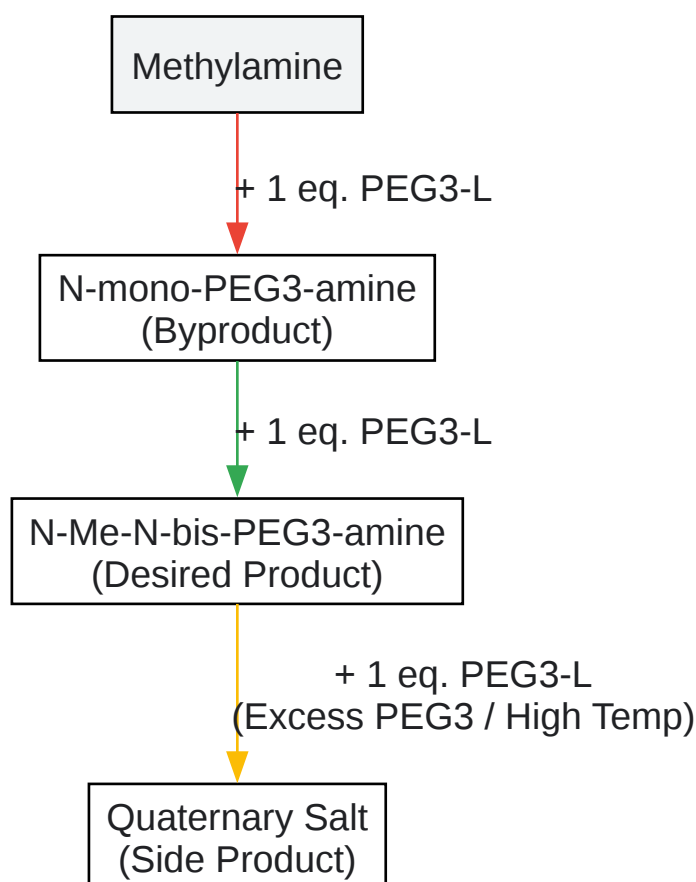 Methylamine
+ 1 eq. PEG3-L
N-mono-PEG3-amine
(Byproduct)
+ 1 eq. PEG3-L
N-Me-N-bis-PEG3-amine
(Desired Product)
+ 1 eq. PEG3-L
(Excess PEG3 / High Temp)
Quaternary Salt
(Side Product)